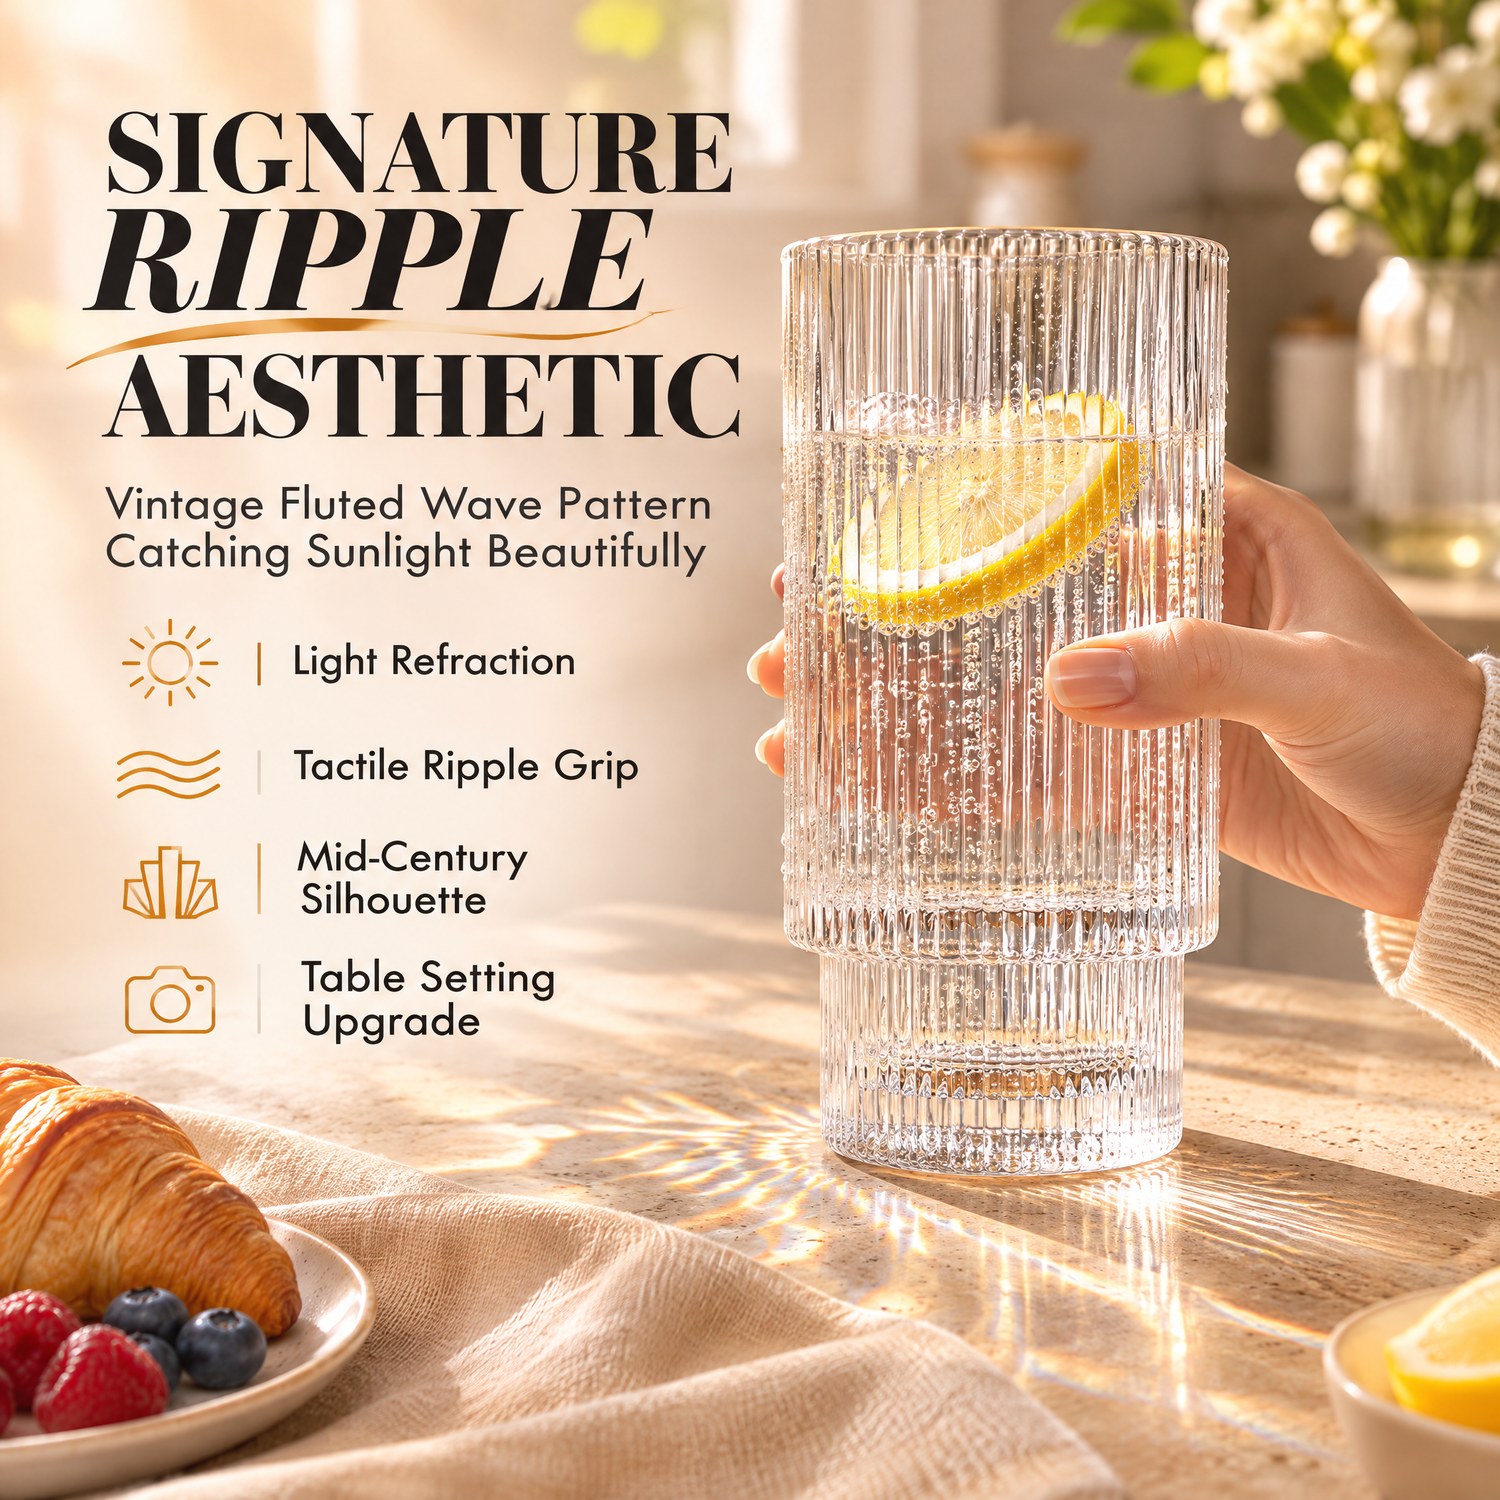 SIGNATURE
RIPPLE
AESTHETIC
Vintage Fluted Wave Pattern
Catching Sunlight Beautifully
Light Refraction
Tactile Ripple Grip
Mid-Century
Silhouette
Table Setting
Upgrade